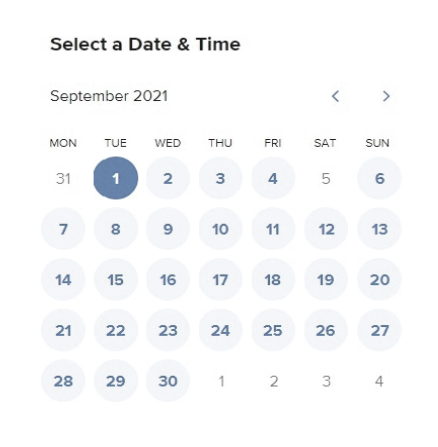 Select a Date & Time
September 2021
MON TUE WED THU FRI SAT SUN
31 1 2 3 4 5 6
7 8 9 10 11 12 13
14 15 16 17 18 19 20
21 22 23 24 25 26 27
28 29 30 1 2 3 4